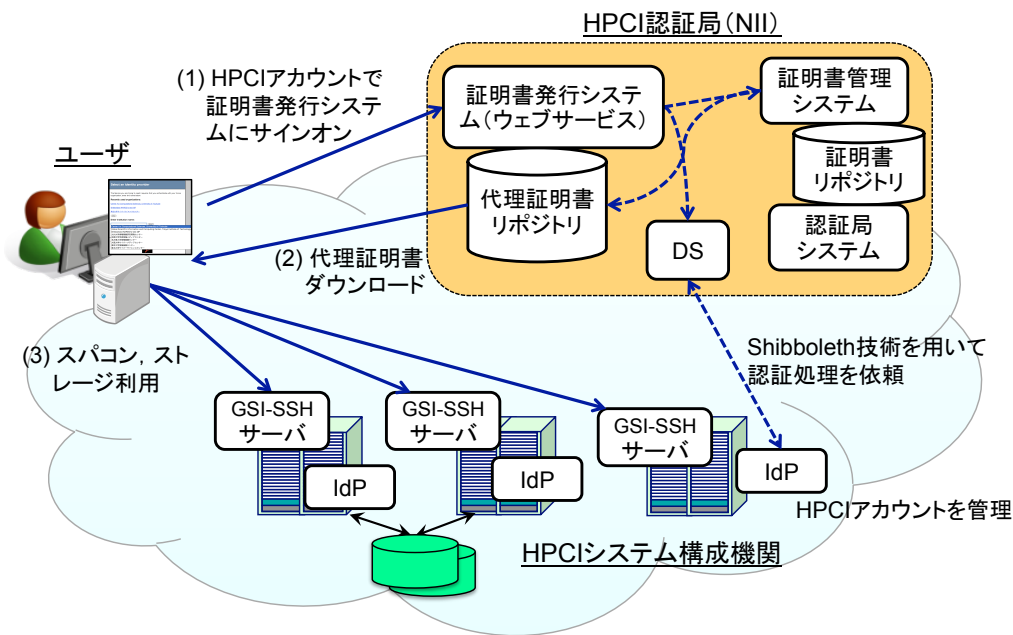 HPCI認証局(NII)
(1) HPCIアカウントで
証明書発行システ
ムにサインオン
証明書発行システ
ム(ウェブサービス)
証明書管理
システム
ユーザ
代理証明書
リポジトリ
証明書
リポジトリ
認証局
システム
DS
(2) 代理証明書
ダウンロード
(3) スパコン, スト
レージ利用
Shibboleth技術を用いて
認証処理を依頼
GSI-SSH
サーバ
GSI-SSH
サーバ
GSI-SSH
サーバ
IdP
IdP
IdP
HPCIアカウントを管理
HPCIシステム構成機関